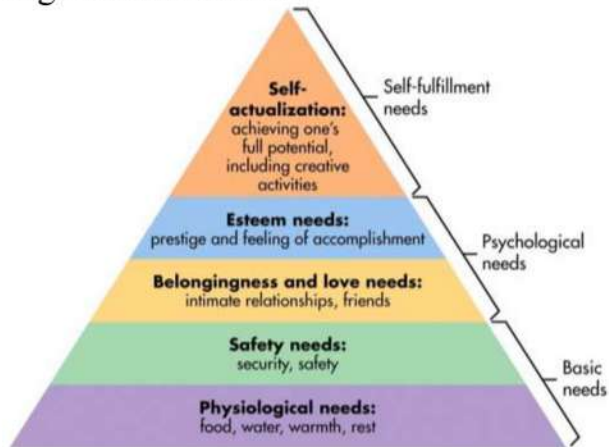 Self-
actualization:
achieving one's
full potential,
including creative
activities
Self-fulfillment
needs
Esteem needs:
prestige and feeling of accomplishment
Psychological
needs
Belongingness and love needs:
intimate relationships, friends
Safety needs:
security, safety
Basic
needs
Physiological needs:
food, water, warmth, rest